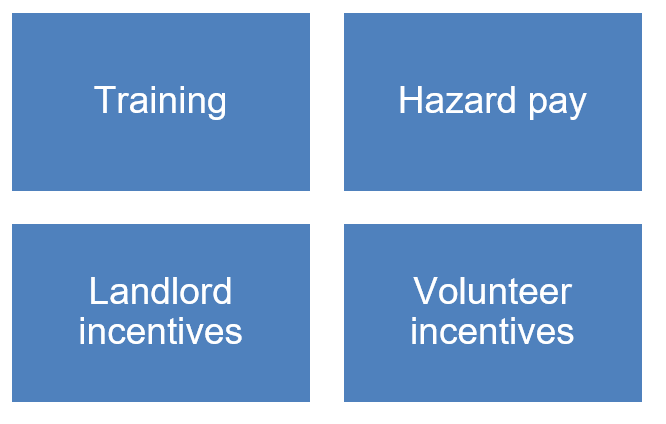 Training
Hazard pay
Landlord
incentives
Volunteer
incentives